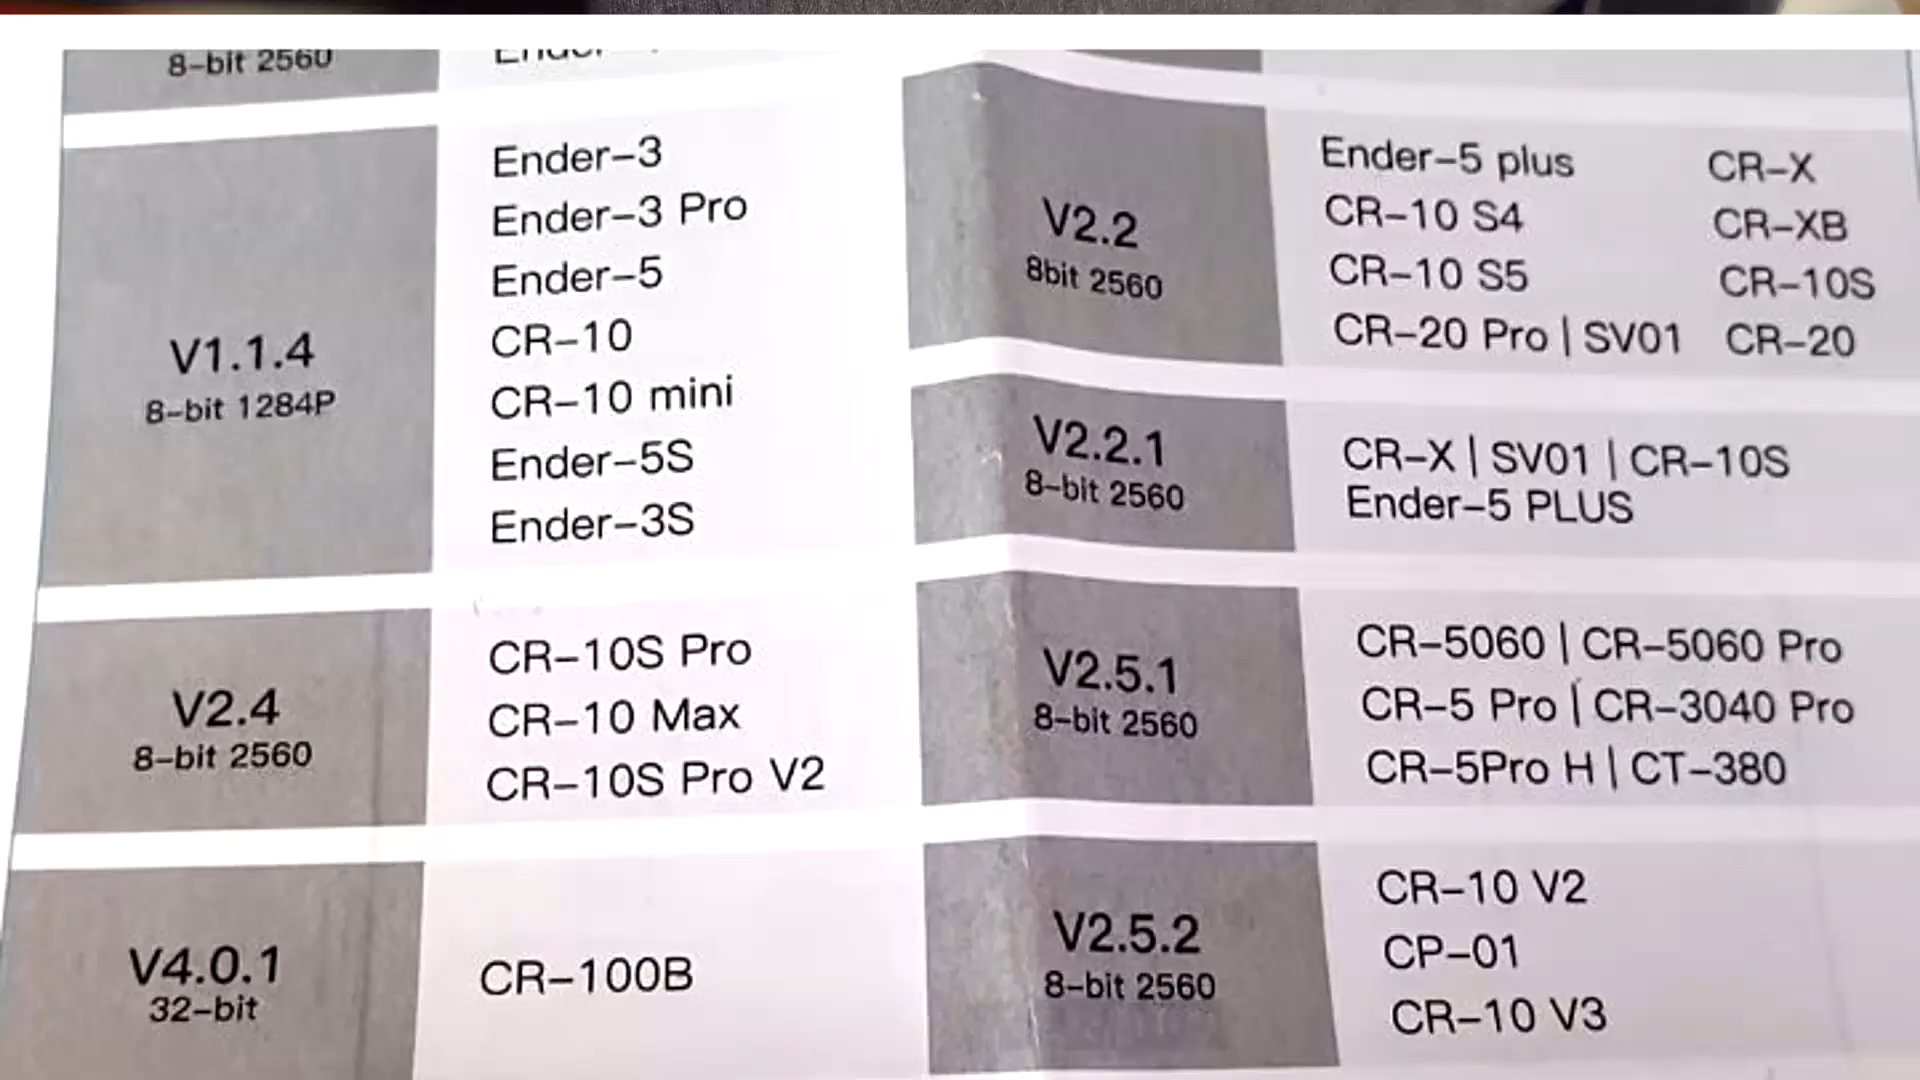 8-bit 2560
V1.1.4
8-bit 1284P
Ender-3
Ender-3 Pro
Ender-5
CR-10
CR-10 mini
Ender-5S
Ender-3S
V2.4
8-bit 2560
CR-10S Pro
CR-10 Max
CR-10S Pro V2
V4.0.1
32-bit
CR-100B
V2.2
8bit 2560
Ender-5 plus CR-X
CR-10 S4 CR-XB
CR-10 S5 CR-10S
CR-20 Pro | SV01 CR-20
V2.2.1
8-bit 2560
CR-X | SV01 | CR-10S
Ender-5 PLUS
V2.5.1
8-bit 2560
CR-5060 | CR-5060 Pro
CR-5 Pro | CR-3040 Pro
CR-5Pro H | CT-380
V2.5.2
8-bit 2560
CR-10 V2
CP-01
CR-10 V3